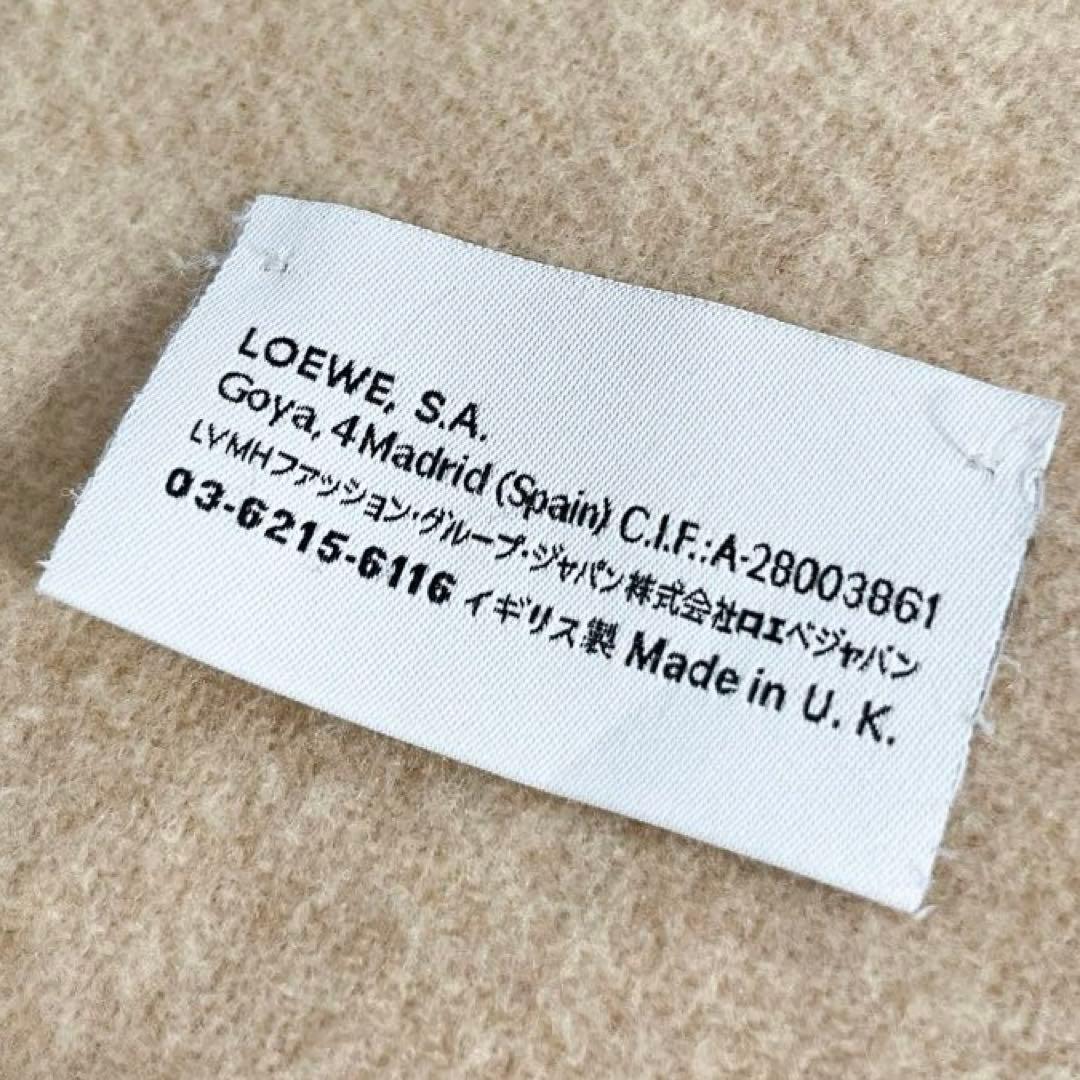 LOEWE, S.A.
Goya, 4 Madrid (Spain) C.I.F.: A-28003861
LVMHファッション・グループ・ジャパン株式会社ロエベジャパン
03-6215-6116 イギリス製 Made in U. K.